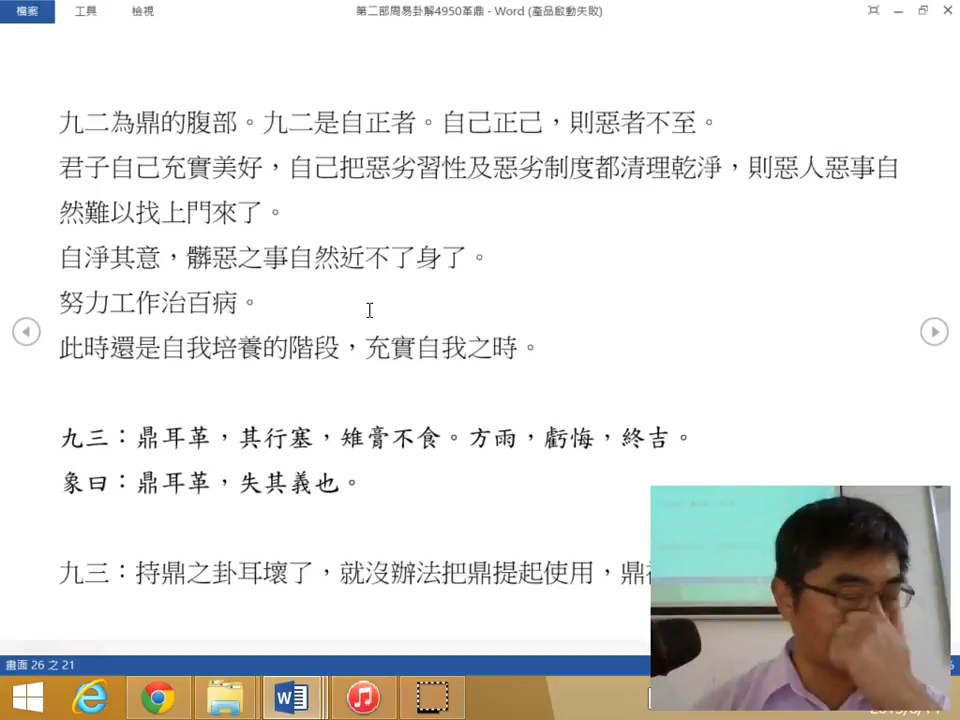 檔案 工具 檢視 第二部周易卦解4950革鼎 - Word (產品啟動失敗)
九二為鼎的腹部。九二是自正者。自己正己，則惡者不至。
君子自己充實美好，自己把惡劣習性及惡劣制度都清理乾淨，則惡人惡事自
然難以找上門來了。
自淨其意，髒惡之事自然近不了身了。
努力工作治百病。
此時還是自我培養的階段，充實自我之時。
九三：鼎耳革，其行塞，雉膏不食。方雨，虧悔，終吉。
象曰：鼎耳革，失其義也。
九三：持鼎之卦耳壞了，就沒辦法把鼎提起使用，鼎
畫面 26 之 21